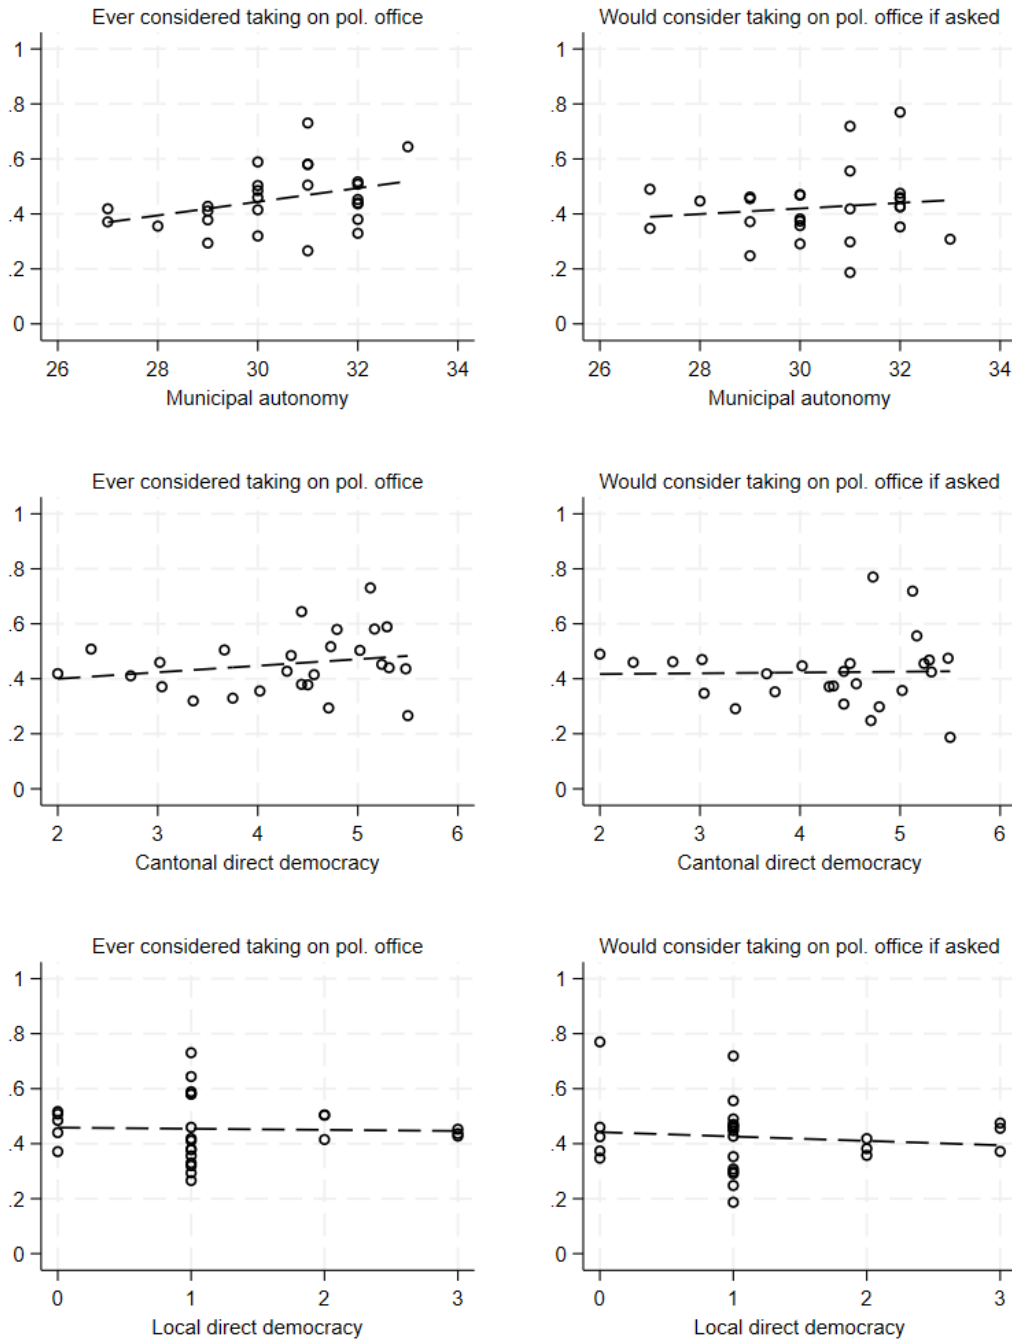 Ever considered taking on pol. office
Would consider taking on pol. office if asked
1
.8
.6
.4
.2
0
26 28 30 32 34
Municipal autonomy
1
.8
.6
.4
.2
0
26 28 30 32 34
Municipal autonomy
Ever considered taking on pol. office
Would consider taking on pol. office if asked
1
.8
.6
.4
.2
0
2 3 4 5 6
Cantonal direct democracy
1
.8
.6
.4
.2
0
2 3 4 5 6
Cantonal direct democracy
Ever considered taking on pol. office
Would consider taking on pol. office if asked
1
.8
.6
.4
.2
0
0 1 2 3
Local direct democracy
1
.8
.6
.4
.2
0
0 1 2 3
Local direct democracy